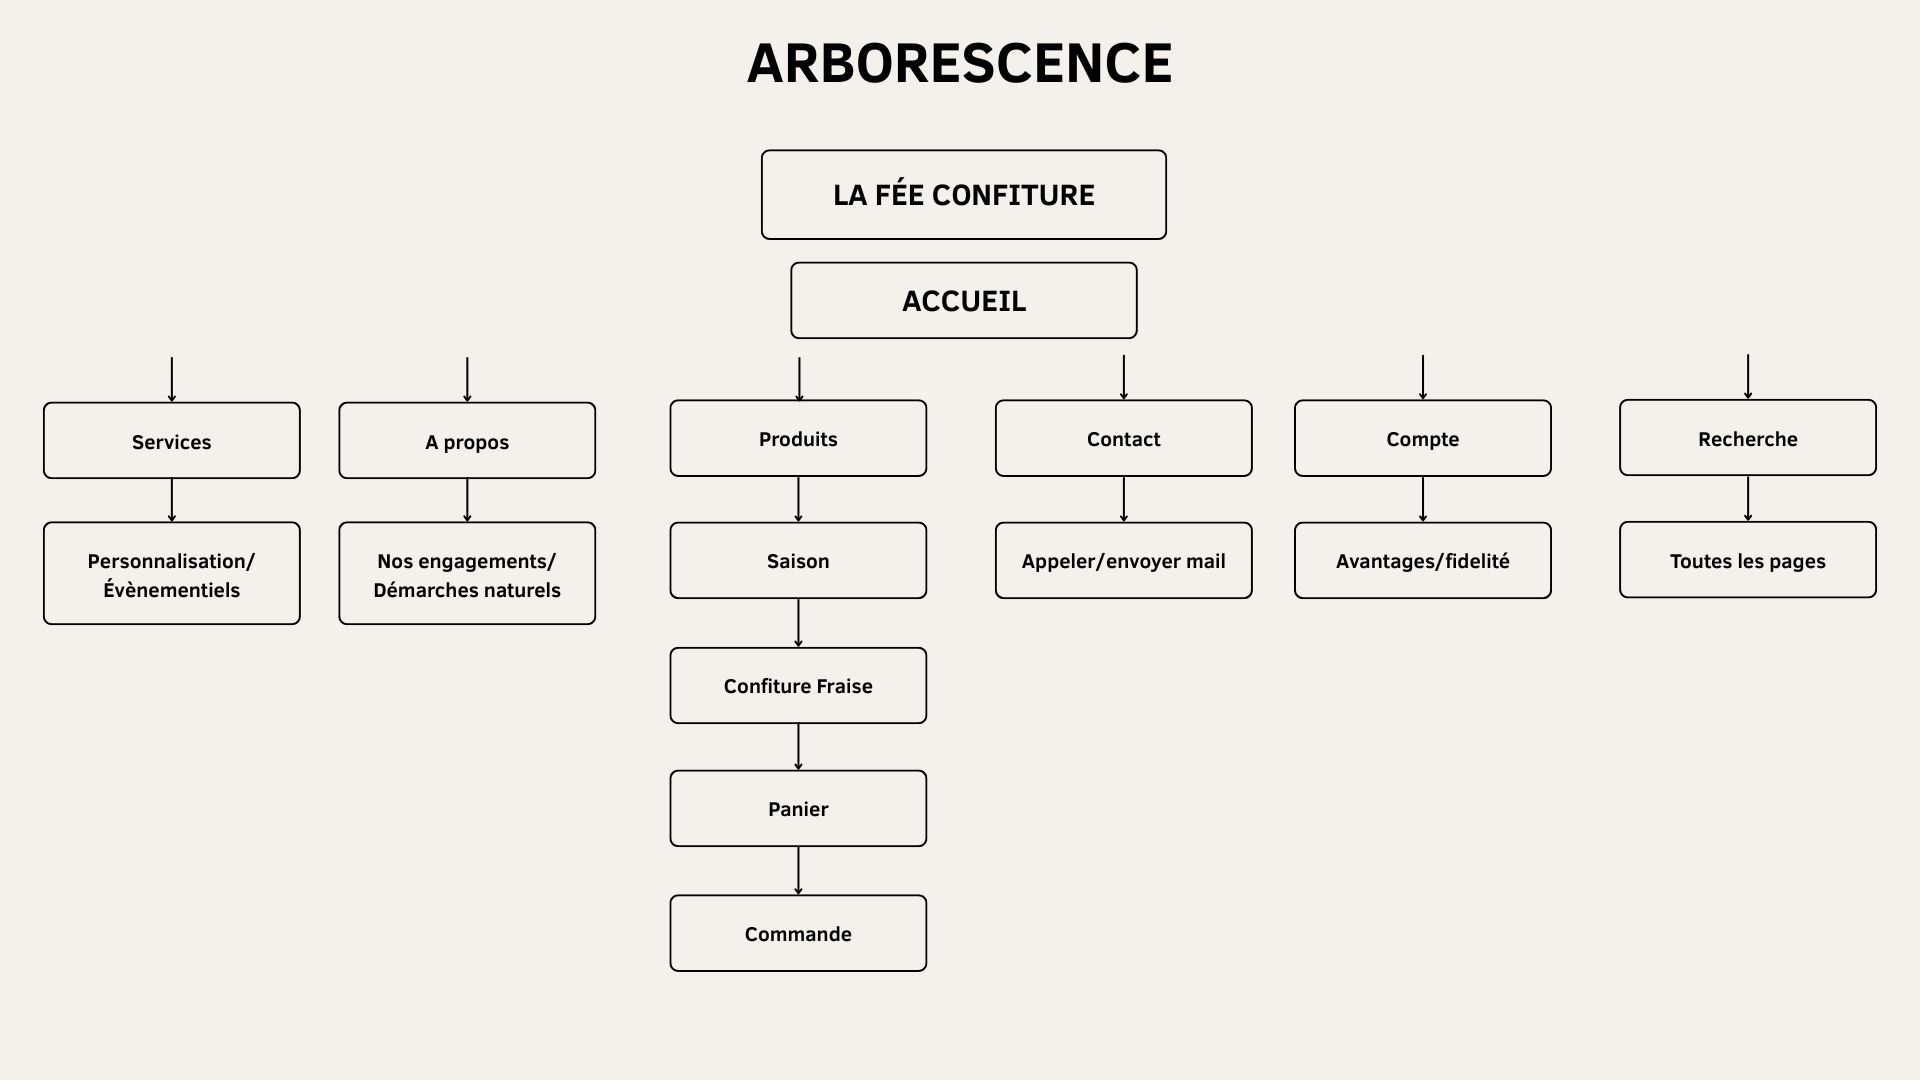 ARBORESCENCE
LA FÉE CONFITURE
ACCUEIL
Services
A propos
Produits
Contact
Compte
Recherche
Personnalisation/
Évènementiels
Nos engagements/
Démarches naturels
Saison
Appeler/envoyer mail
Avantages/fidelité
Toutes les pages
Confiture Fraise
Panier
Commande